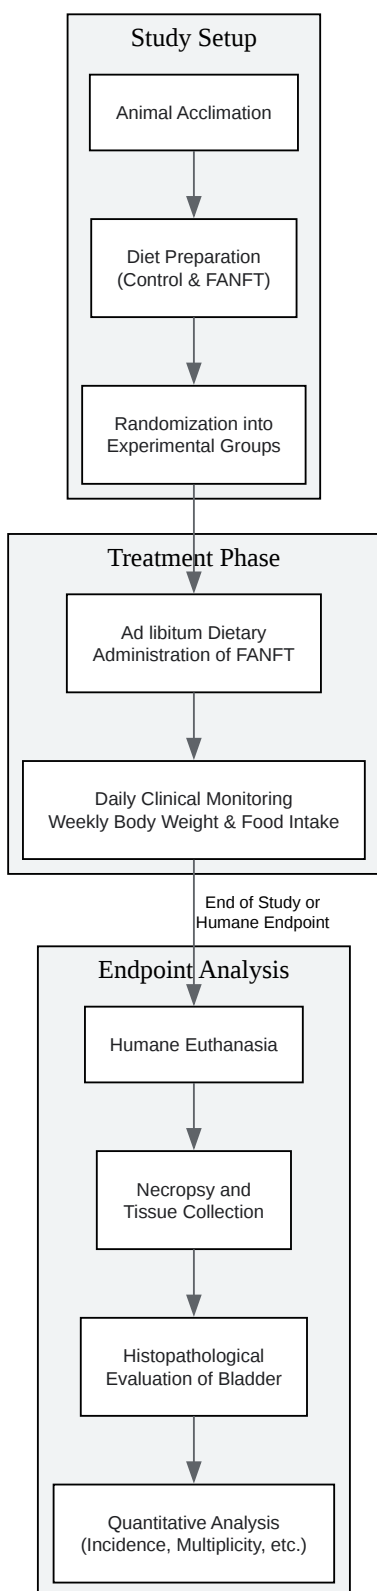 Study Setup
Animal Acclimation
Diet Preparation
(Control & FANFT)
Randomization into
Experimental Groups
Treatment Phase
Ad libitum Dietary
Administration of FANFT
Daily Clinical Monitoring
Weekly Body Weight & Food Intake
End of Study or
Humane Endpoint
Endpoint Analysis
Humane Euthanasia
Necropsy and
Tissue Collection
Histopathological
Evaluation of Bladder
Quantitative Analysis
(Incidence, Multiplicity, etc.)